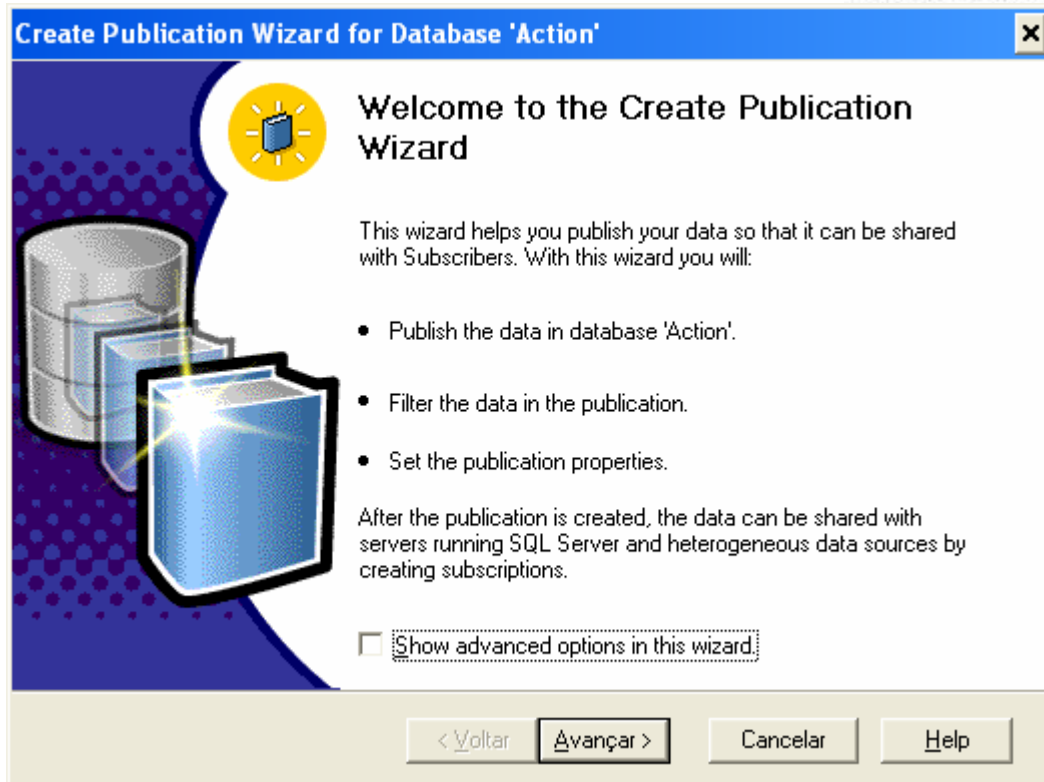 Create Publication Wizard for Database 'Action'
Welcome to the Create Publication
Wizard
This wizard helps you publish your data so that it can be shared
with Subscribers. With this wizard you will:
• Publish the data in database 'Action'.
• Filter the data in the publication.
• Set the publication properties.
After the publication is created, the data can be shared with
servers running SQL Server and heterogeneous data sources by
creating subscriptions.
Show advanced options in this wizard.
< Voltar Avançar > Cancelar Help